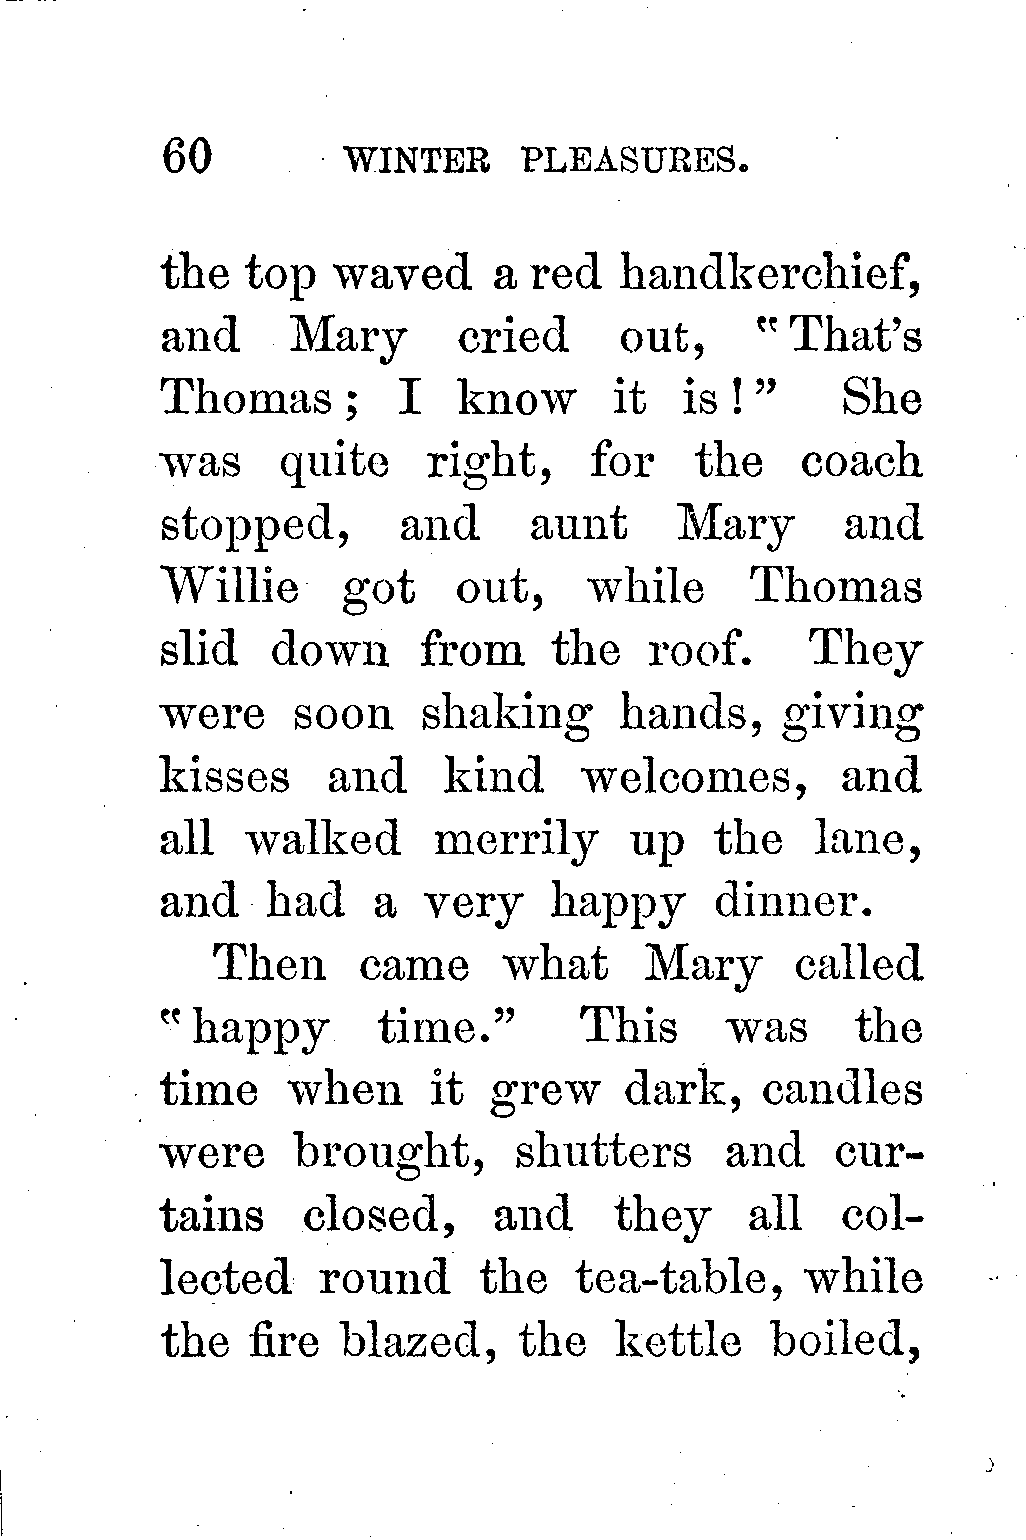 60 WINTER PLEASURES.
the top waved a red handkerchief,
and Mary cried out, "That's
Thomas; I know it is!" She
was quite right, for the coach
stopped, and aunt Mary and
Willie got out, while Thomas
slid down from the roof. They
were soon shaking hands, giving
kisses and kind welcomes, and
all walked merrily up the lane,
and had a very happy dinner.
Then came what Mary called
"happy time." This was the
time when it grew dark, candles
were brought, shutters and cur-
tains closed, and they all col-
lected round the tea-table, while
the fire blazed, the kettle boiled,